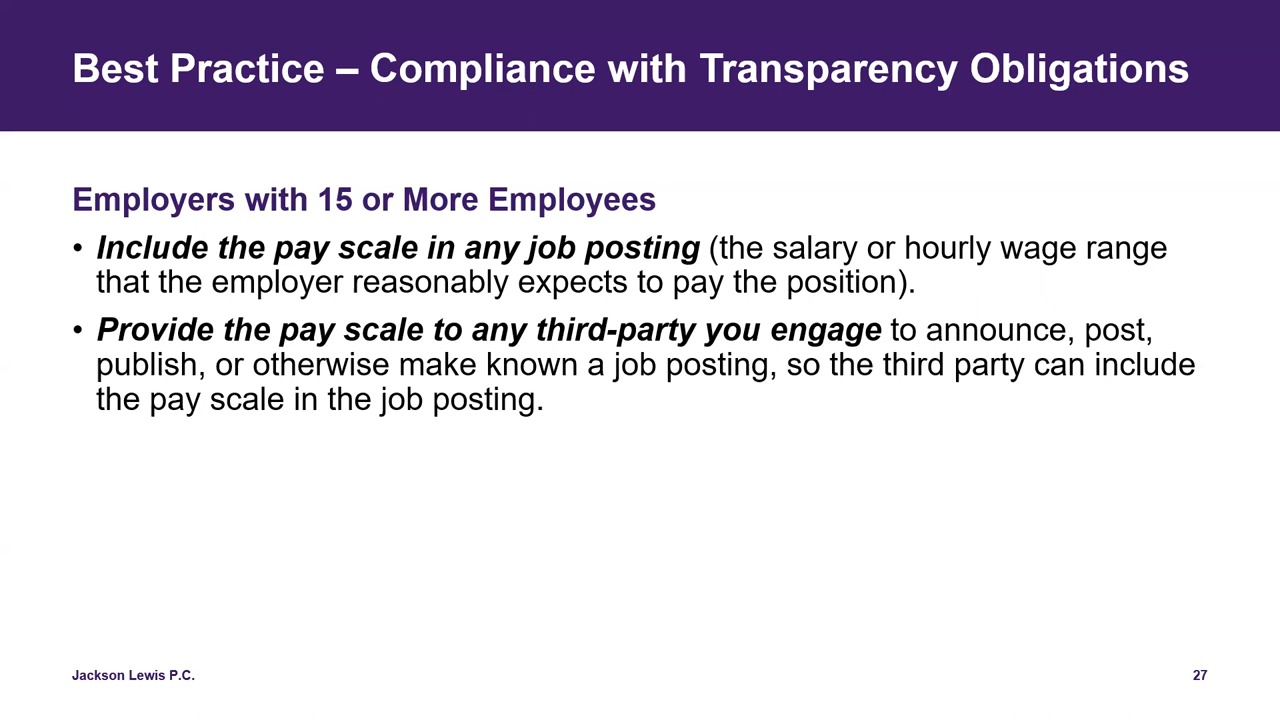 Best Practice – Compliance with Transparency Obligations
Employers with 15 or More Employees
• Include the pay scale in any job posting (the salary or hourly wage range
that the employer reasonably expects to pay the position).
• Provide the pay scale to any third-party you engage to announce, post,
publish, or otherwise make known a job posting, so the third party can include
the pay scale in the job posting.
Jackson Lewis P.C.
27